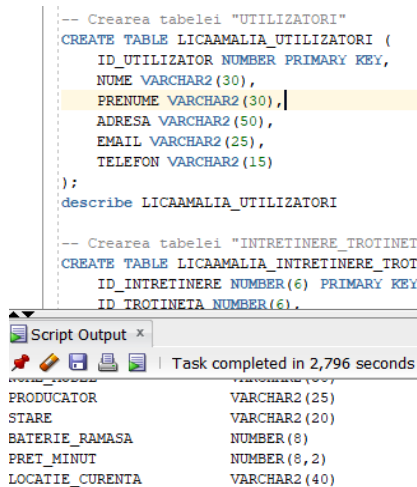 -- Crearea tabelei "UTILIZATORI"
CREATE TABLE LICAAMALIA_UTILIZATORI (
ID_UTILIZATOR NUMBER PRIMARY KEY,
NUME VARCHAR2(30),
PRENUME VARCHAR2(30),
ADRESA VARCHAR2(50),
EMAIL VARCHAR2(25),
TELEFON VARCHAR2(15)
);
describe LICAAMALIA_UTILIZATORI
-- Crearea tabelei "INTRETINERE_TROTINET
CREATE TABLE LICAAMALIA_INTRETINERE_TROT
ID_INTRETINERE NUMBER(6) PRIMARY KEY
ID_TROTINETA NUMBER(6),
Script Output ×
Task completed in 2,796 seconds
PRODUCATOR VARCHAR2(25)
STARE VARCHAR2(20)
BATERIE_RAMASA NUMBER(8)
PRET_MINUT NUMBER(8,2)
LOCATIE_CURENTA VARCHAR2(40)